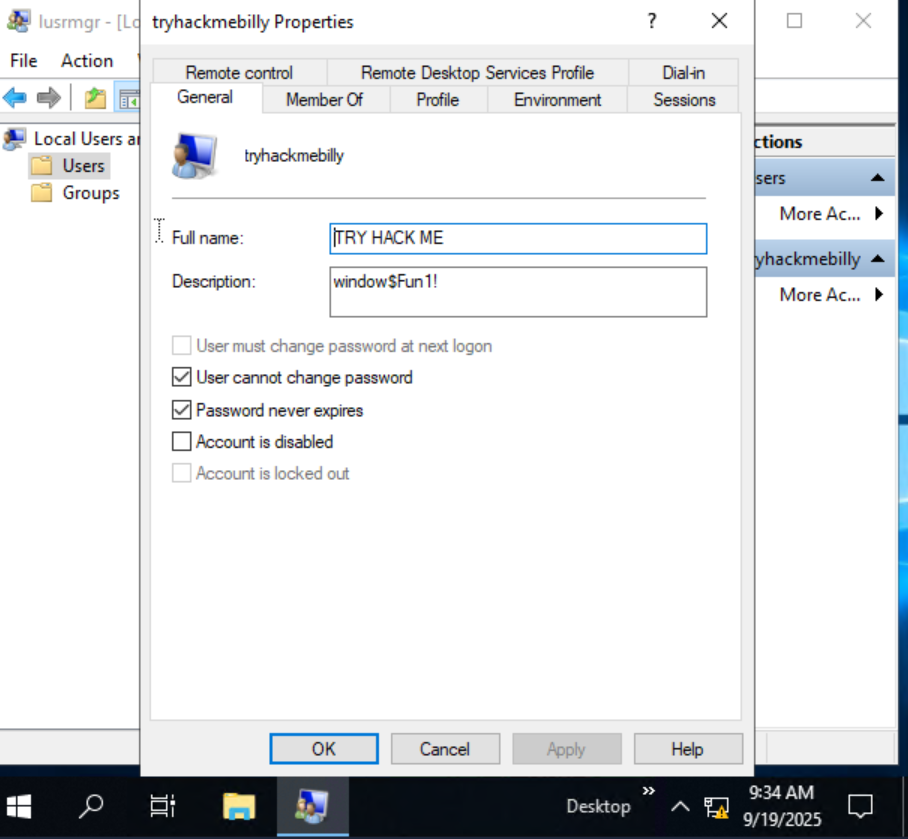 lusrmgr - [Lo
tryhackmebilly Properties
?
File Action
Remote control Remote Desktop Services Profile Dial-in
General Member Of Profile Environment Sessions
Local Users a
Users
Groups
tryhackmebilly
Full name: TRY HACK ME
Description: window$Fun1!
User must change password at next logon
User cannot change password
Password never expires
Account is disabled
Account is locked out
OK Cancel Apply Help
ctions
sers
More Ac...
yhackmebilly
More Ac...
Desktop
9:34 AM
9/19/2025